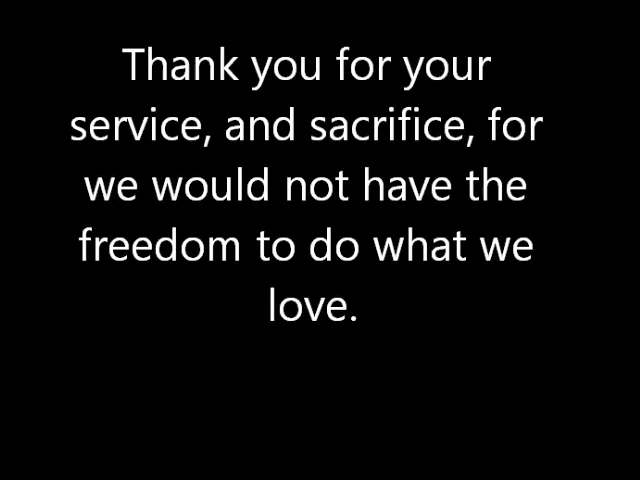 Thank you for your
service, and sacrifice, for
we would not have the
freedom to do what we
love.